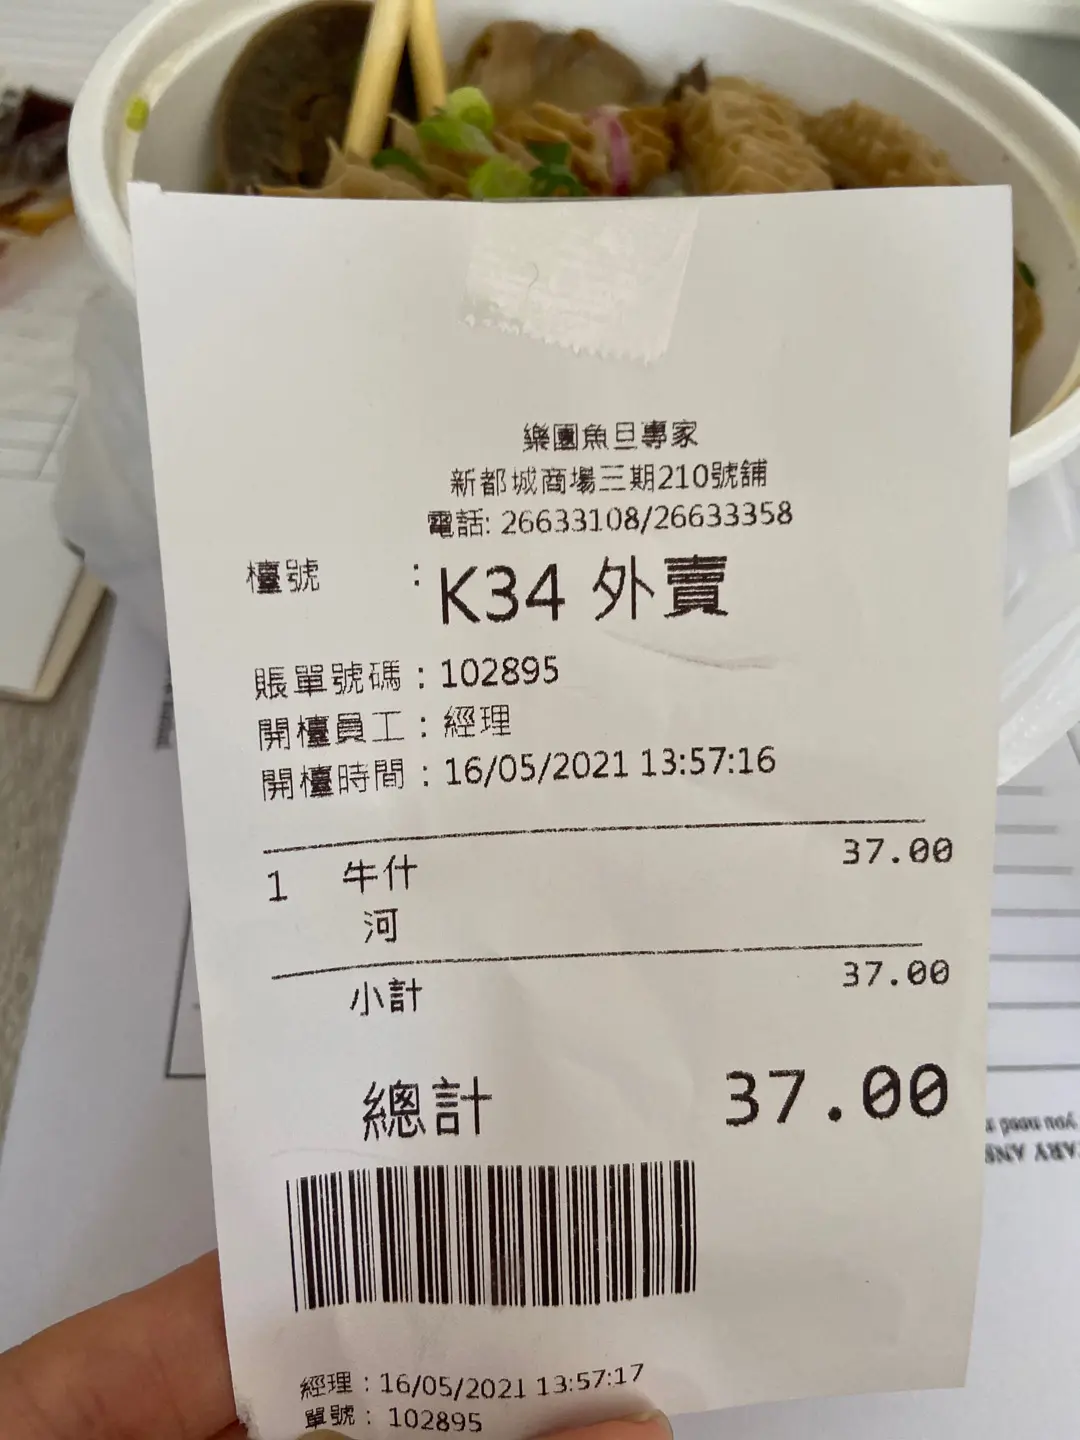 樂園魚旦專家
新都城商場三期210號舖
電話: 26633108/26633358
檯號 : K34 外賣
賬單號碼 : 102895
開檯員工 : 經理
開檯時間 : 16/05/2021 13:57:16
1 牛什 37.00
河
小計 37.00
總計 37.00
經理 : 16/05/2021 13:57:17
單號 : 102895
you need